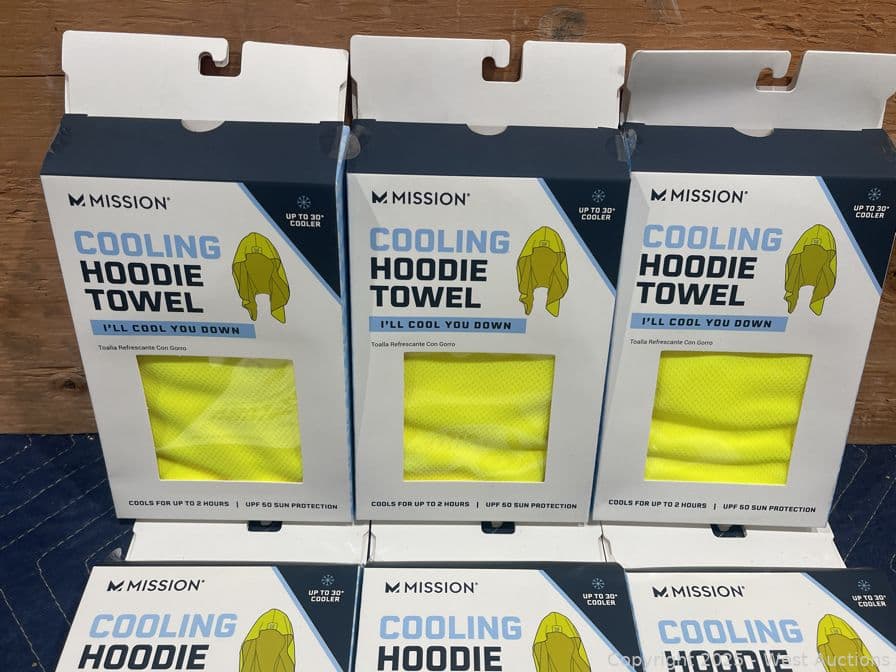 MISSION
UP TO 30°
COOLER
COOLING
HOODIE
TOWEL
I'LL COOL YOU DOWN
Toalla Refrescante Con Gorro
COOLS FOR UP TO 2 HOURS | UPF 50 SUN PROTECTION
MISSION
UP TO 30°
COOLER
COOLING
HOODIE
TOWEL
I'LL COOL YOU DOWN
Toalla Refrescante Con Gorro
COOLS FOR UP TO 2 HOURS | UPF 50 SUN PROTECTION
MISSION
UP TO 30°
COOLER
COOLING
HOODIE
TOWEL
I'LL COOL YOU DOWN
Toalla Refrescante Con Gorro
COOLS FOR UP TO 2 HOURS | UPF 50 SUN PROTECTION
MISSION
UP TO 30°
COOLER
COOLING
HOODIE
MISSION
UP TO 30°
COOLER
COOLING
HOODIE
MISSION
UP TO 30°
COOLER
COOLING
HOODIE
Copyright 2025 - West Auctions